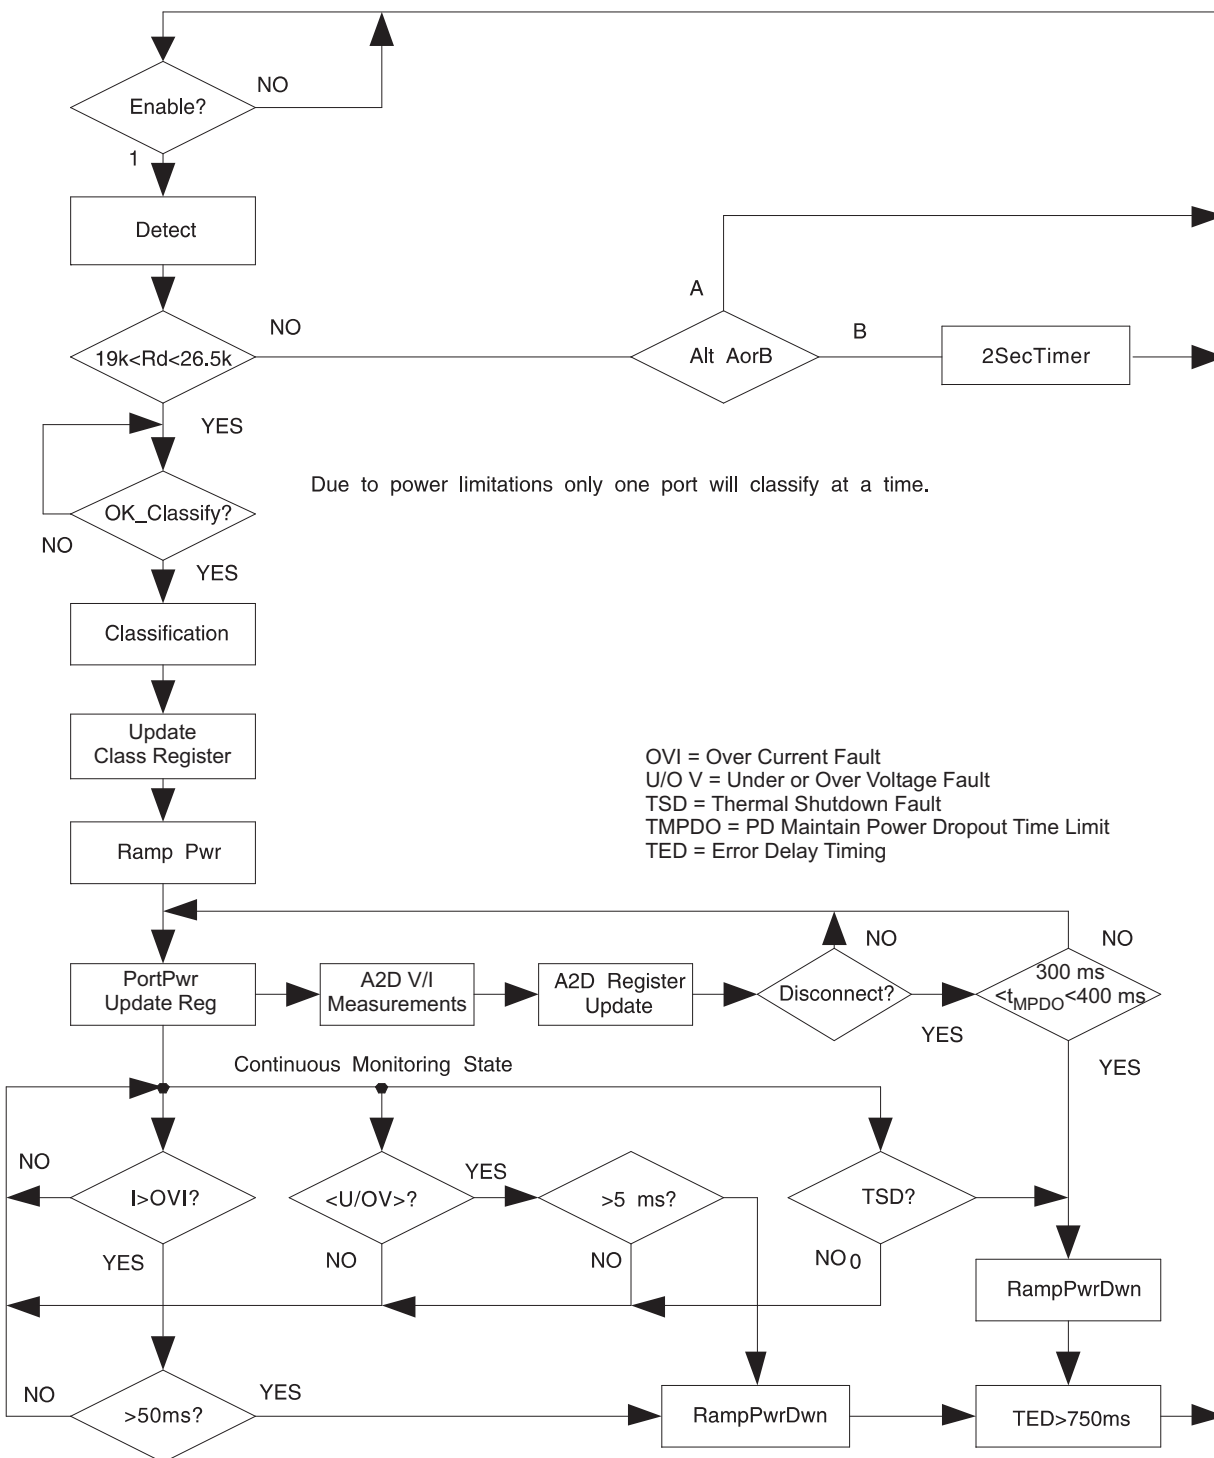 NO
Enable?
1
Detect
A
NO
B
19k<Rd<26.5k
Alt AorB
2SecTimer
YES
Due to power limitations only one port will classify at a time.
OK_Classify?
NO
YES
Classification
Update
Class Register
OVI = Over Current Fault
U/O V = Under or Over Voltage Fault
TSD = Thermal Shutdown Fault
TMPDO = PD Maintain Power Dropout Time Limit
TED = Error Delay Timing
Ramp Pwr
NO
NO
PortPwr
Update Reg
A2D V/I
Measurements
A2D Register
Update
Disconnect?
300 ms
<tMPDO<400 ms
YES
YES
Continuous Monitoring State
NO
YES
I>OVI?
<U/OV>?
>5 ms?
TSD?
YES
NO
NO
NO 0
RampPwrDwn
NO
YES
>50ms?
RampPwrDwn
TED>750ms